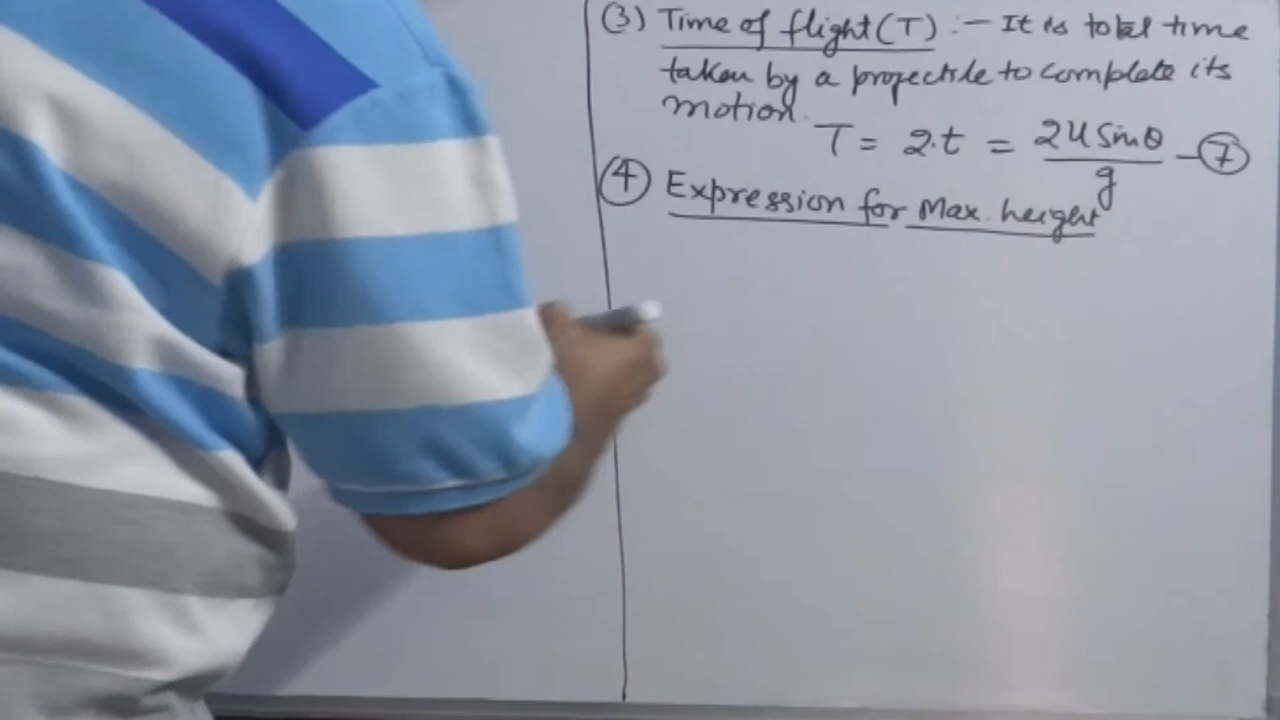 (3) Time of flight (T) :- It is total time
taken by a projectile to complete its
motion.
T = 2.t = 2u Sinθ / g - (7)
(4) Expression for Max. height